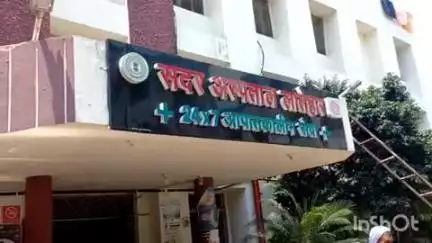 सदर अस्पताल लातेहार
+ 24x7 आपातकालीन सेवा +
InShOt